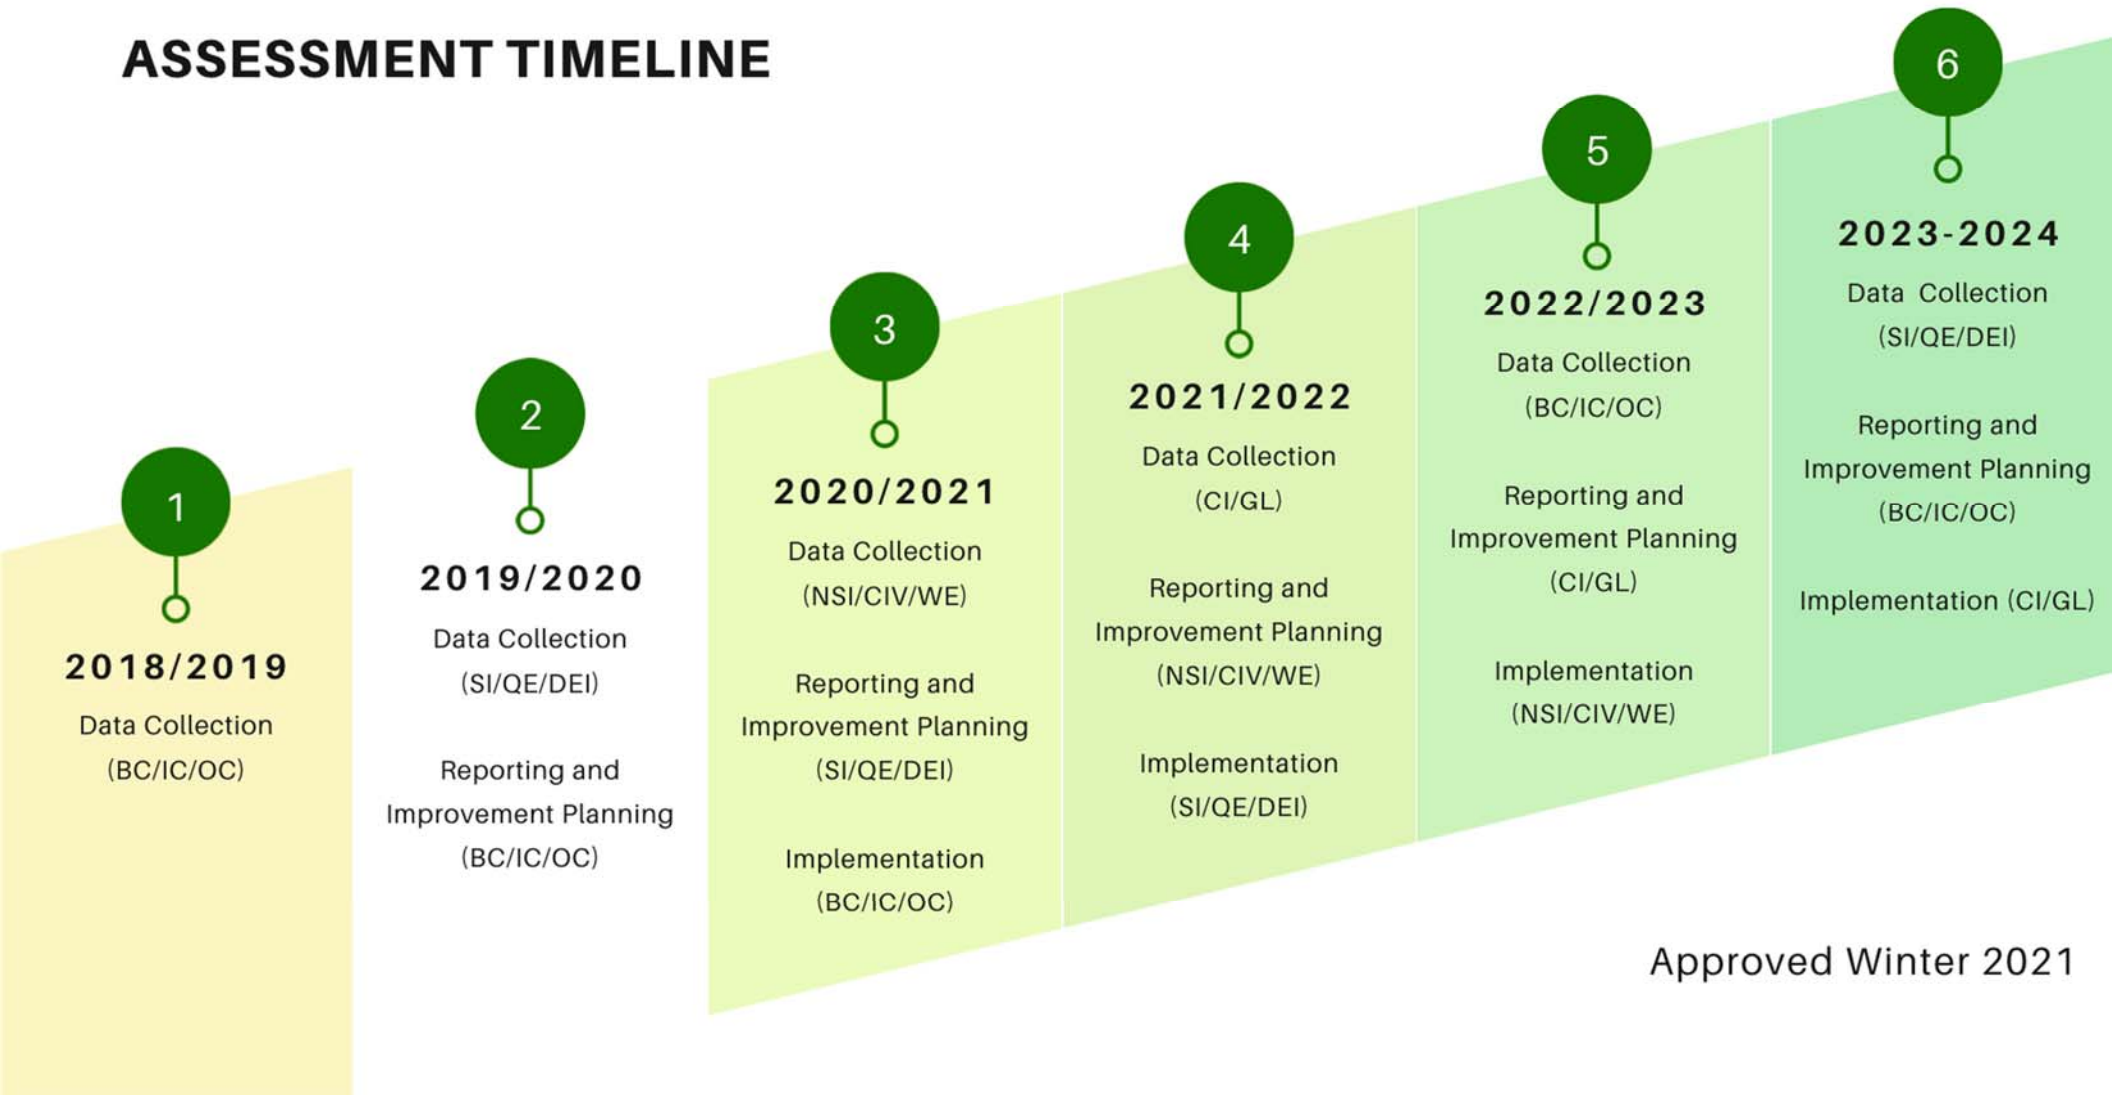 ASSESSMENT TIMELINE
1
2018/2019
Data Collection
(BC/IC/OC)
2
2019/2020
Data Collection
(SI/QE/DEI)
Reporting and
Improvement Planning
(BC/IC/OC)
3
2020/2021
Data Collection
(NSI/CIV/WE)
Reporting and
Improvement Planning
(SI/QE/DEI)
Implementation
(BC/IC/OC)
4
2021/2022
Data Collection
(CI/GL)
Reporting and
Improvement Planning
(NSI/CIV/WE)
Implementation
(SI/QE/DEI)
5
2022/2023
Data Collection
(BC/IC/OC)
Reporting and
Improvement Planning
(CI/GL)
Implementation
(NSI/CIV/WE)
6
2023-2024
Data Collection
(SI/QE/DEI)
Reporting and
Improvement Planning
(BC/IC/OC)
Implementation (CI/GL)
Approved Winter 2021